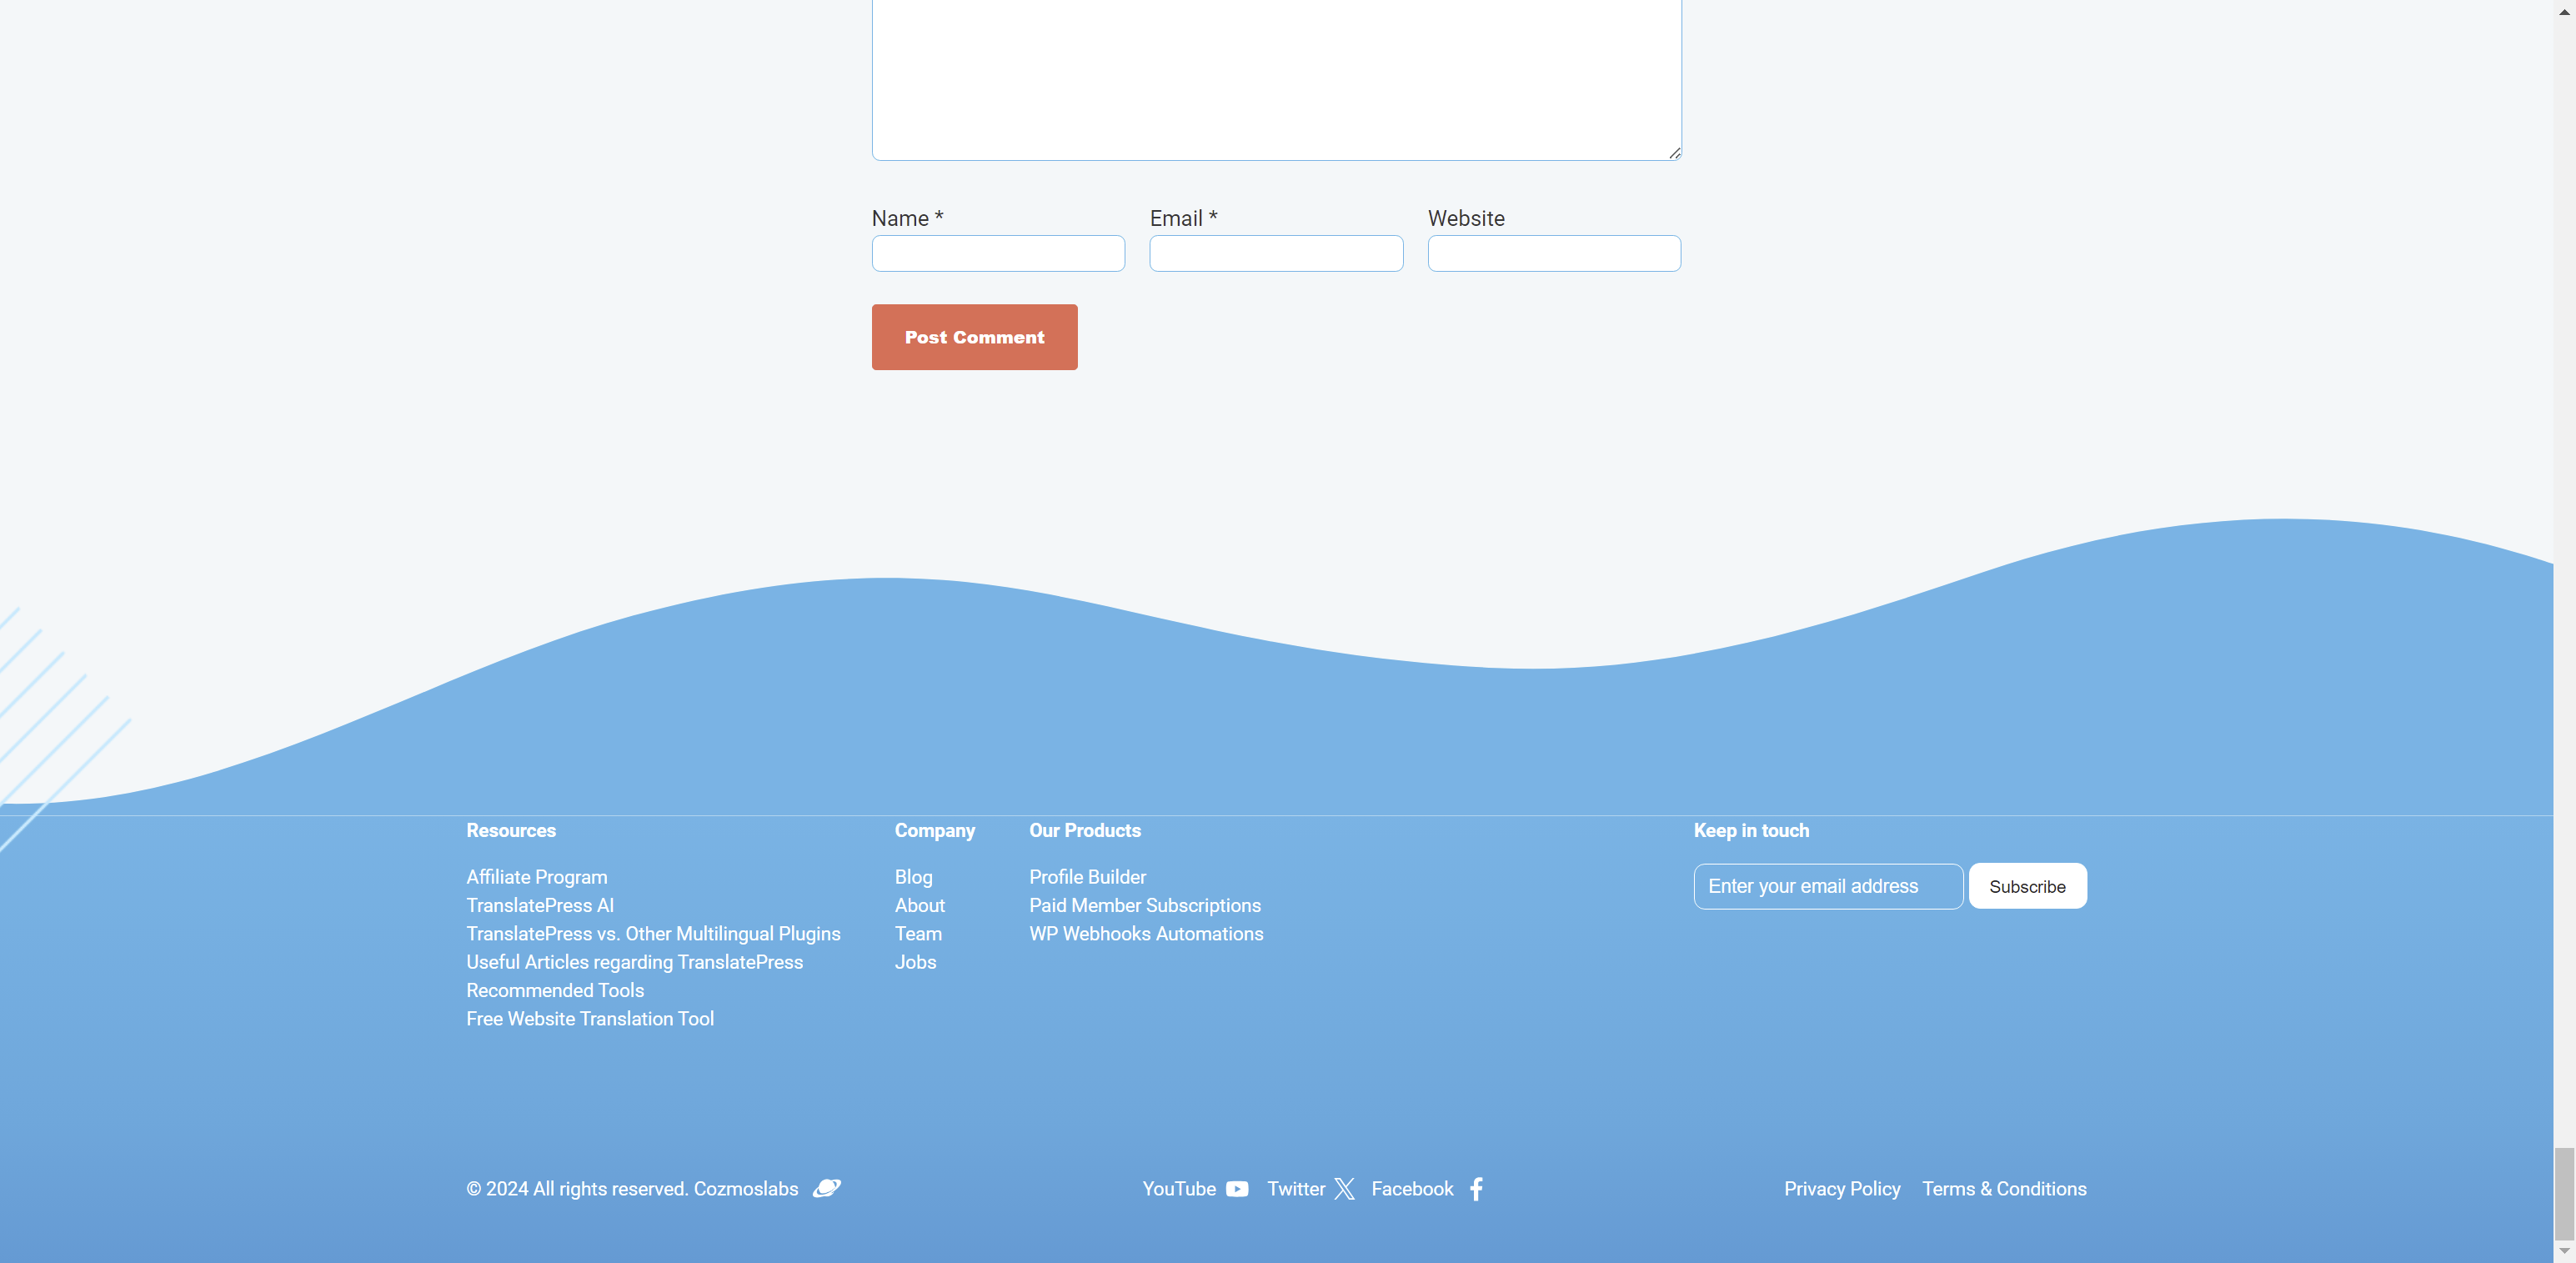 Name *
Email *
Website
Post Comment
Resources
Affiliate Program
TranslatePress AI
TranslatePress vs. Other Multilingual Plugins
Useful Articles regarding TranslatePress
Recommended Tools
Free Website Translation Tool
Company
Blog
About
Team
Jobs
Our Products
Profile Builder
Paid Member Subscriptions
WP Webhooks Automations
Keep in touch
Enter your email address
Subscribe
© 2024 All rights reserved. Cozmoslabs
YouTube
Twitter
Facebook
Privacy Policy
Terms & Conditions